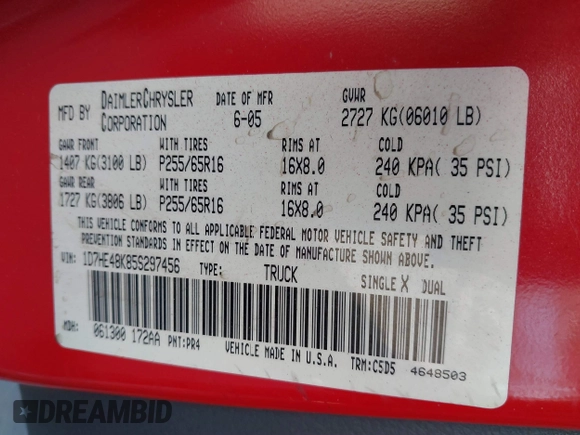 MFD BY DAIMLERCHRYSLER CORPORATION DATE OF MFR 6-05 GVWR 2727 KG(06010 LB)
GAWR FRONT WITH TIRES RIMS AT COLD
1407 KG(3100 LB) P255/65R16 16X8.0 240 KPA( 35 PSI)
GAWR REAR WITH TIRES RIMS AT COLD
1727 KG(3806 LB) P255/65R16 16X8.0 240 KPA( 35 PSI)
THIS VEHICLE CONFORMS TO ALL APPLICABLE FEDERAL MOTOR VEHICLE SAFETY AND THEFT
PREVENTION STANDARDS IN EFFECT ON THE DATE OF MANUFACTURE SHOWN ABOVE.
VIN: 1D7HE48K85S297456 TYPE: TRUCK SINGLE X DUAL
MDH: 061300 172AA PNT:PR4 VEHICLE MADE IN U.S.A. TRM:C5D5 4648503
DREAMBID